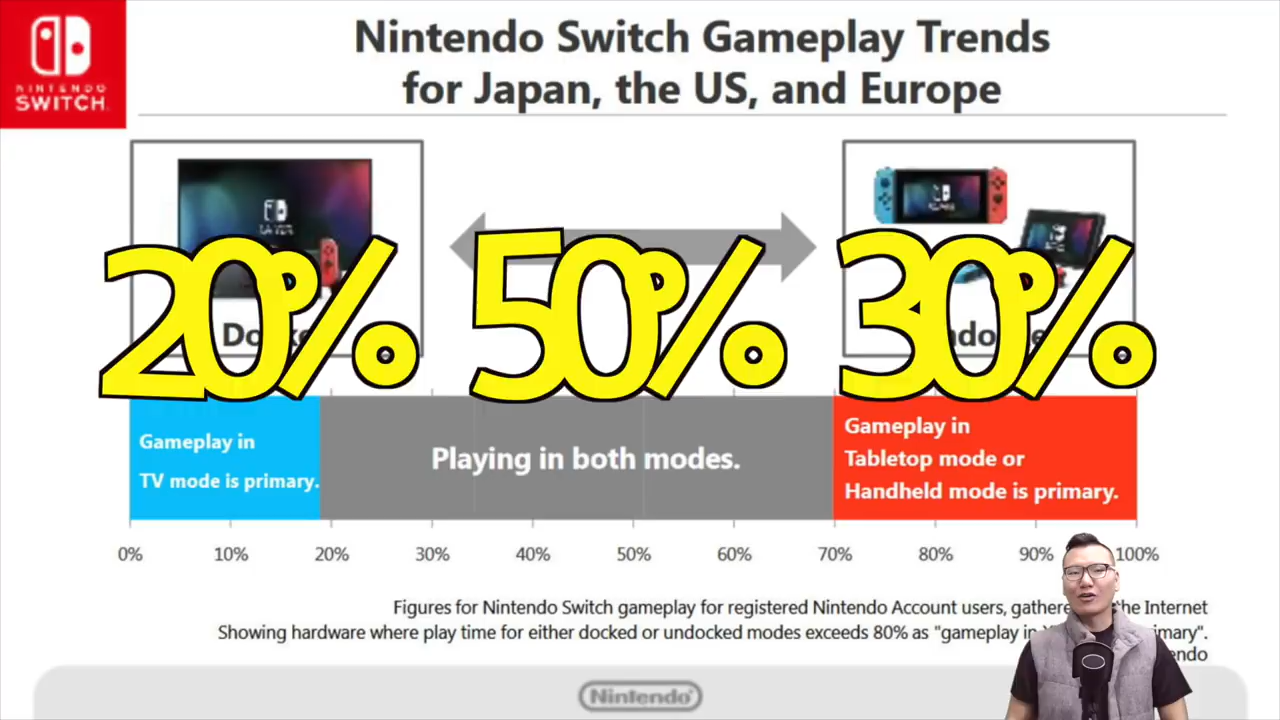 NINTENDO
SWITCH
Nintendo Switch Gameplay Trends
for Japan, the US, and Europe
20%
50%
30%
Gameplay in
TV mode is primary.
Playing in both modes.
Gameplay in
Tabletop mode or
Handheld mode is primary.
0% 10% 20% 30% 40% 50% 60% 70% 80% 90% 100%
Figures for Nintendo Switch gameplay for registered Nintendo Account users, the Internet
Showing hardware where play time for either docked or undocked modes exceeds 80% as "gameplay in
Nintendo